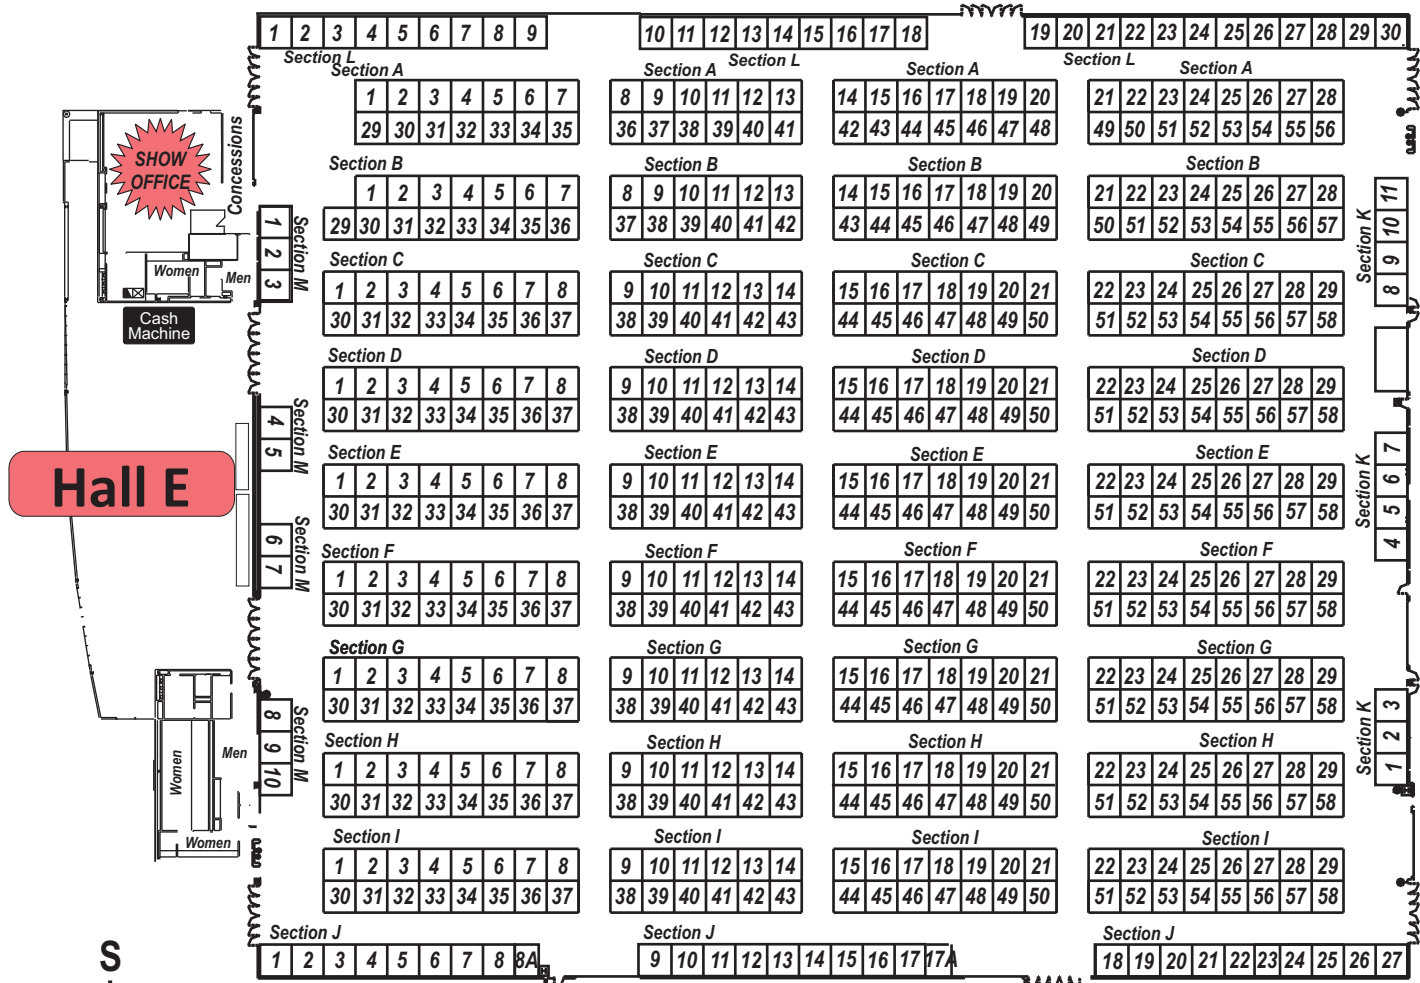 1 2 3 4 5 6 7 8 9 10 11 12 13 14 15 16 17 18 19 20 21 22 23 24 25 26 27 28 29 30
Section L Section L Section L
Section A Section A Section A Section A
1 2 3 4 5 6 7 8 9 10 11 12 13 14 15 16 17 18 19 20 21 22 23 24 25 26 27 28
29 30 31 32 33 34 35 36 37 38 39 40 41 42 43 44 45 46 47 48 49 50 51 52 53 54 55 56
Section B Section B Section B Section B
1 2 3 4 5 6 7 8 9 10 11 12 13 14 15 16 17 18 19 20 21 22 23 24 25 26 27 28
29 30 31 32 33 34 35 36 37 38 39 40 41 42 43 44 45 46 47 48 49 50 51 52 53 54 55 56 57
Section C Section C Section C Section C
1 2 3 4 5 6 7 8 9 10 11 12 13 14 15 16 17 18 19 20 21 22 23 24 25 26 27 28 29
30 31 32 33 34 35 36 37 38 39 40 41 42 43 44 45 46 47 48 49 50 51 52 53 54 55 56 57 58
Section D Section D Section D Section D
1 2 3 4 5 6 7 8 9 10 11 12 13 14 15 16 17 18 19 20 21 22 23 24 25 26 27 28 29
30 31 32 33 34 35 36 37 38 39 40 41 42 43 44 45 46 47 48 49 50 51 52 53 54 55 56 57 58
Section E Section E Section E Section E
1 2 3 4 5 6 7 8 9 10 11 12 13 14 15 16 17 18 19 20 21 22 23 24 25 26 27 28 29
30 31 32 33 34 35 36 37 38 39 40 41 42 43 44 45 46 47 48 49 50 51 52 53 54 55 56 57 58
Section F Section F Section F Section F
1 2 3 4 5 6 7 8 9 10 11 12 13 14 15 16 17 18 19 20 21 22 23 24 25 26 27 28 29
30 31 32 33 34 35 36 37 38 39 40 41 42 43 44 45 46 47 48 49 50 51 52 53 54 55 56 57 58
Section G Section G Section G Section G
1 2 3 4 5 6 7 8 9 10 11 12 13 14 15 16 17 18 19 20 21 22 23 24 25 26 27 28 29
30 31 32 33 34 35 36 37 38 39 40 41 42 43 44 45 46 47 48 49 50 51 52 53 54 55 56 57 58
Section H Section H Section H Section H
1 2 3 4 5 6 7 8 9 10 11 12 13 14 15 16 17 18 19 20 21 22 23 24 25 26 27 28 29
30 31 32 33 34 35 36 37 38 39 40 41 42 43 44 45 46 47 48 49 50 51 52 53 54 55 56 57 58
Section I Section I Section I Section I
1 2 3 4 5 6 7 8 9 10 11 12 13 14 15 16 17 18 19 20 21 22 23 24 25 26 27 28 29
30 31 32 33 34 35 36 37 38 39 40 41 42 43 44 45 46 47 48 49 50 51 52 53 54 55 56 57 58
Section J Section J Section J
1 2 3 4 5 6 7 8 8A 9 10 11 12 13 14 15 16 17 17A 18 19 20 21 22 23 24 25 26 27
SHOW
OFFICE
Concessions
Women
Men
Cash
Machine
Section M
1 2 3
Section M
4 5
Hall E
Section M
6 7
Section M
8 9 10
Men
Women
Women
S
Section K
11 10 9 8
Section K
7 6 5 4
Section K
3 2 1